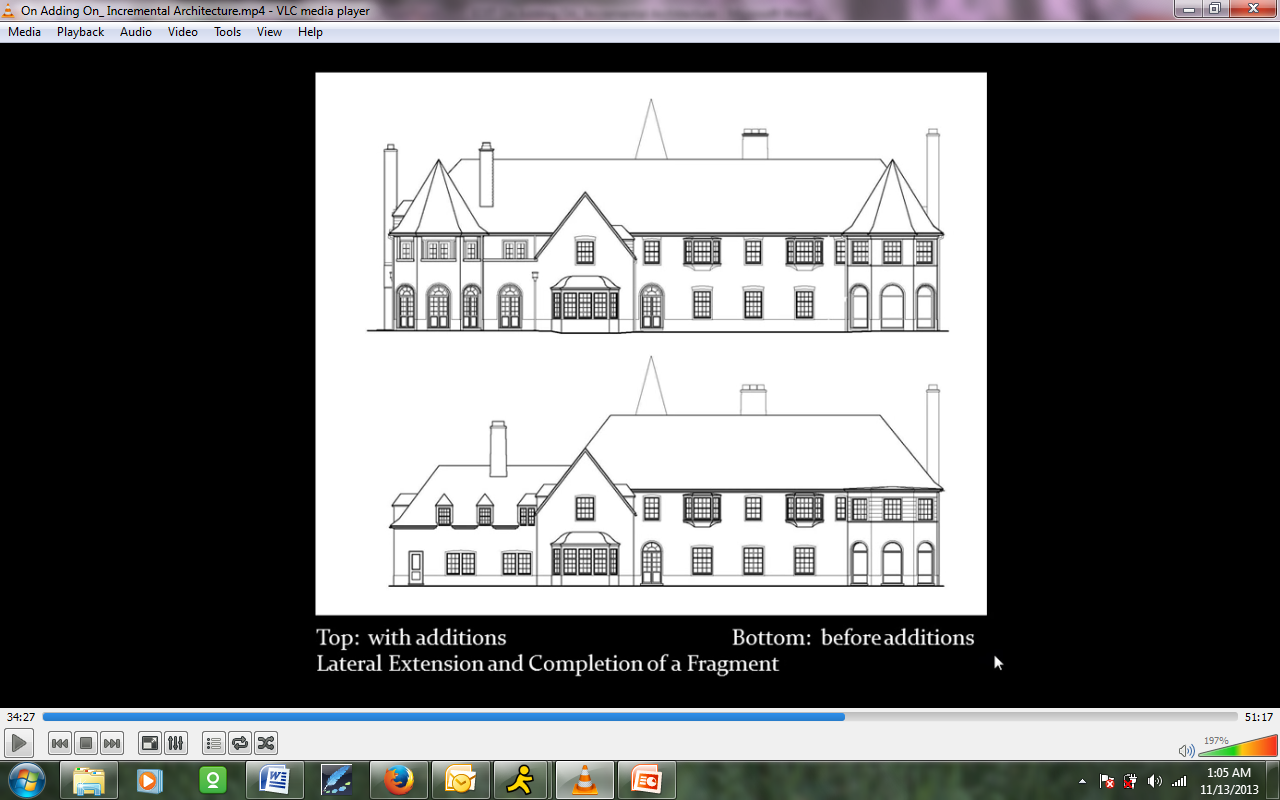 On Adding On_ Incremental Architecture.mp4 - VLC media player
Media Playback Audio Video Tools View Help
Top: with additions Bottom: before additions
Lateral Extension and Completion of a Fragment
34:27 51:17
197%
1:05 AM
11/13/2013